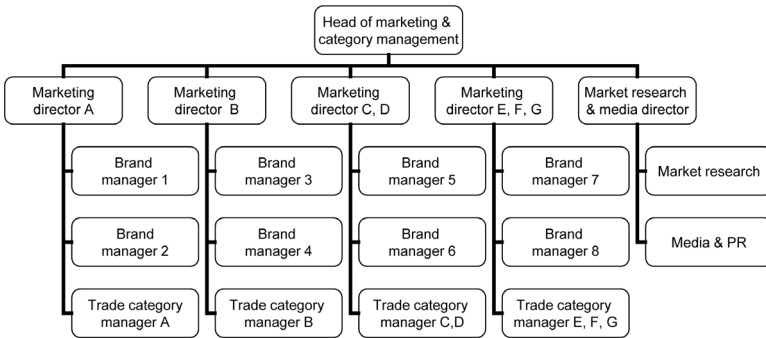 Head of marketing &
category management
Marketing
director A
Marketing
director B
Marketing
director C, D
Marketing
director E, F, G
Market research
& media director
Brand
manager 1
Brand
manager 3
Brand
manager 5
Brand
manager 7
Market research
Brand
manager 2
Brand
manager 4
Brand
manager 6
Brand
manager 8
Media & PR
Trade category
manager A
Trade category
manager B
Trade category
manager C,D
Trade category
manager E, F, G